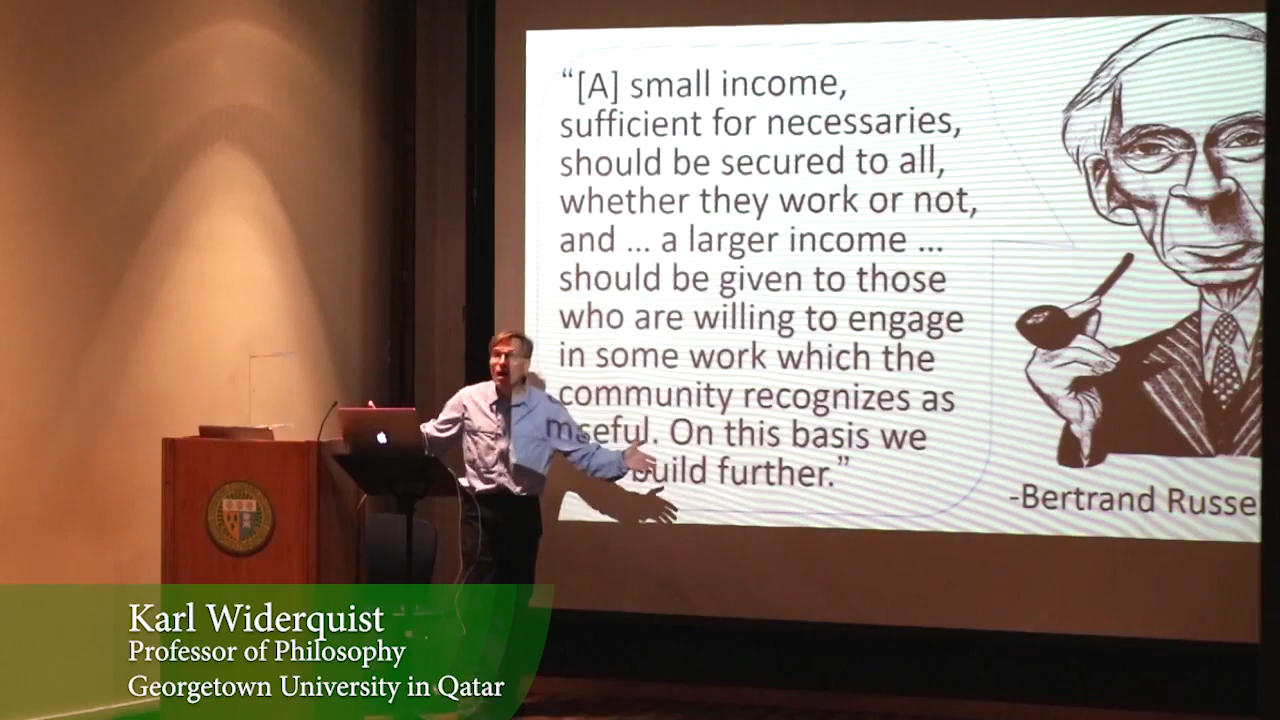 “[A] small income,
sufficient for necessaries,
should be secured to all,
whether they work or not,
and ... a larger income ...
should be given to those
who are willing to engage
in some work which the
community recognizes as
seful. On this basis we
build further.”
-Bertrand Russe
Karl Widerquist
Professor of Philosophy
Georgetown University in Qatar